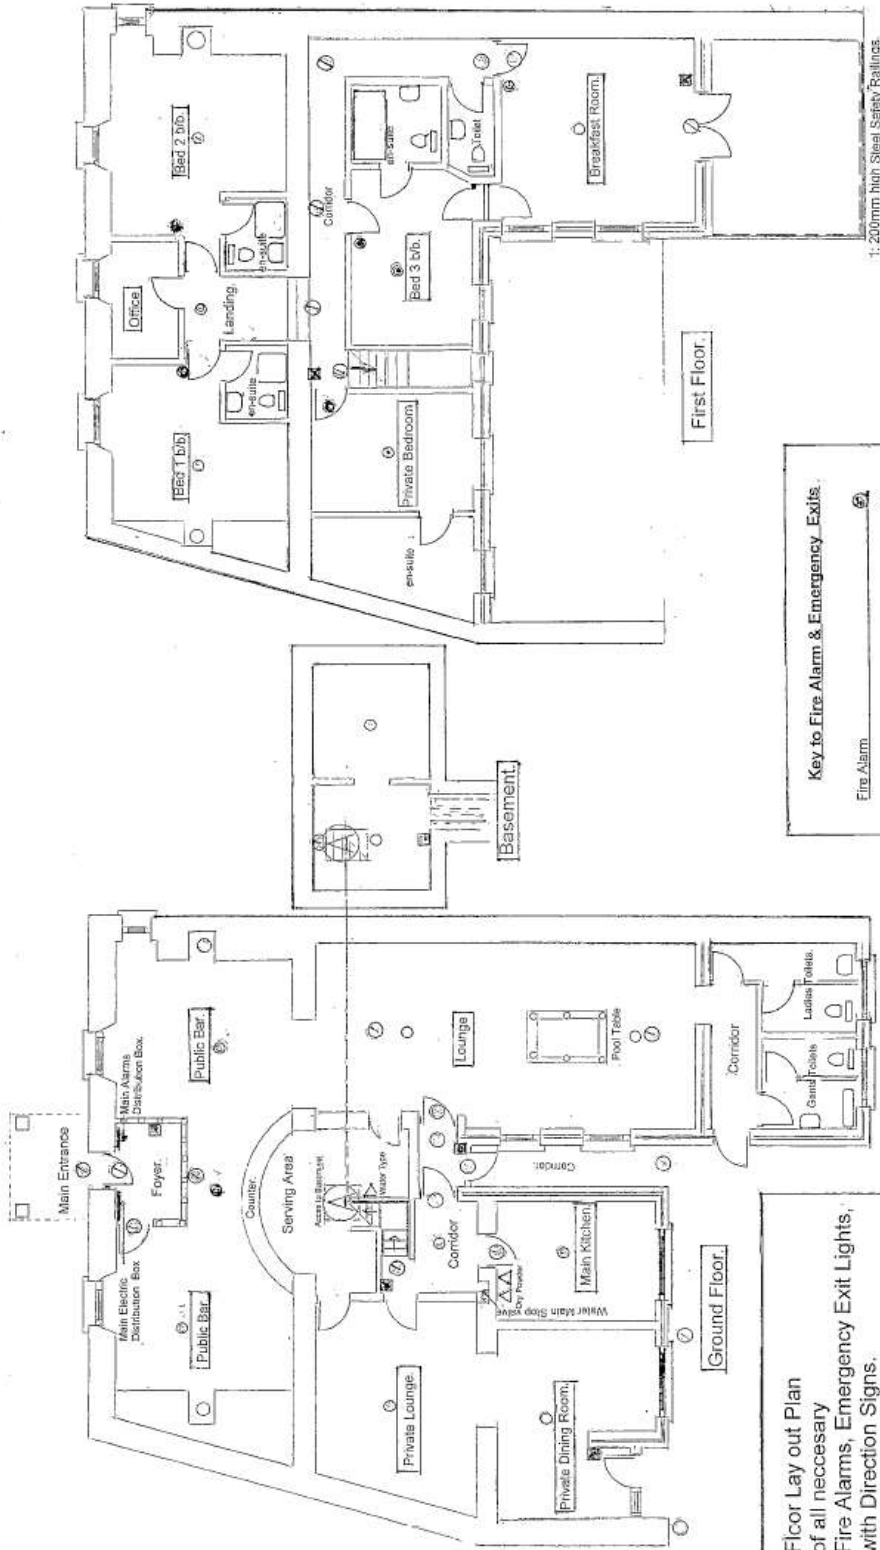 Main Entrance
Main Electric
Distribution Box
Main Alarms
Distribution Box.
Foyer.
Public Bar.
Public Bar.
Counter.
Serving Area
Water Type
Private Lounge.
Corridor
Lounge
Pool Table
Corridor.
Main Kitchen.
Dry Powder
Water Main Stop valve
Private Dining Room.
Corridor
Gents Toilets
Ladies Toilets.
Ground Floor.
Basement.
Bed 1 b/b.
Office.
Bed 2 b/b.
en-suite
Landing.
en-suite
Corridor
en-suite
Toilet
Private Bedroom
Bed 3 b/b.
en-suite
Breakfast Room.
First Floor.
1: 200mm high Steel Safety Railings.
Key to Fire Alarm & Emergency Exits.
Fire Alarm
Floor Lay out Plan
of all neccesary
Fire Alarms, Emergency Exit Lights,
with Direction Signs.